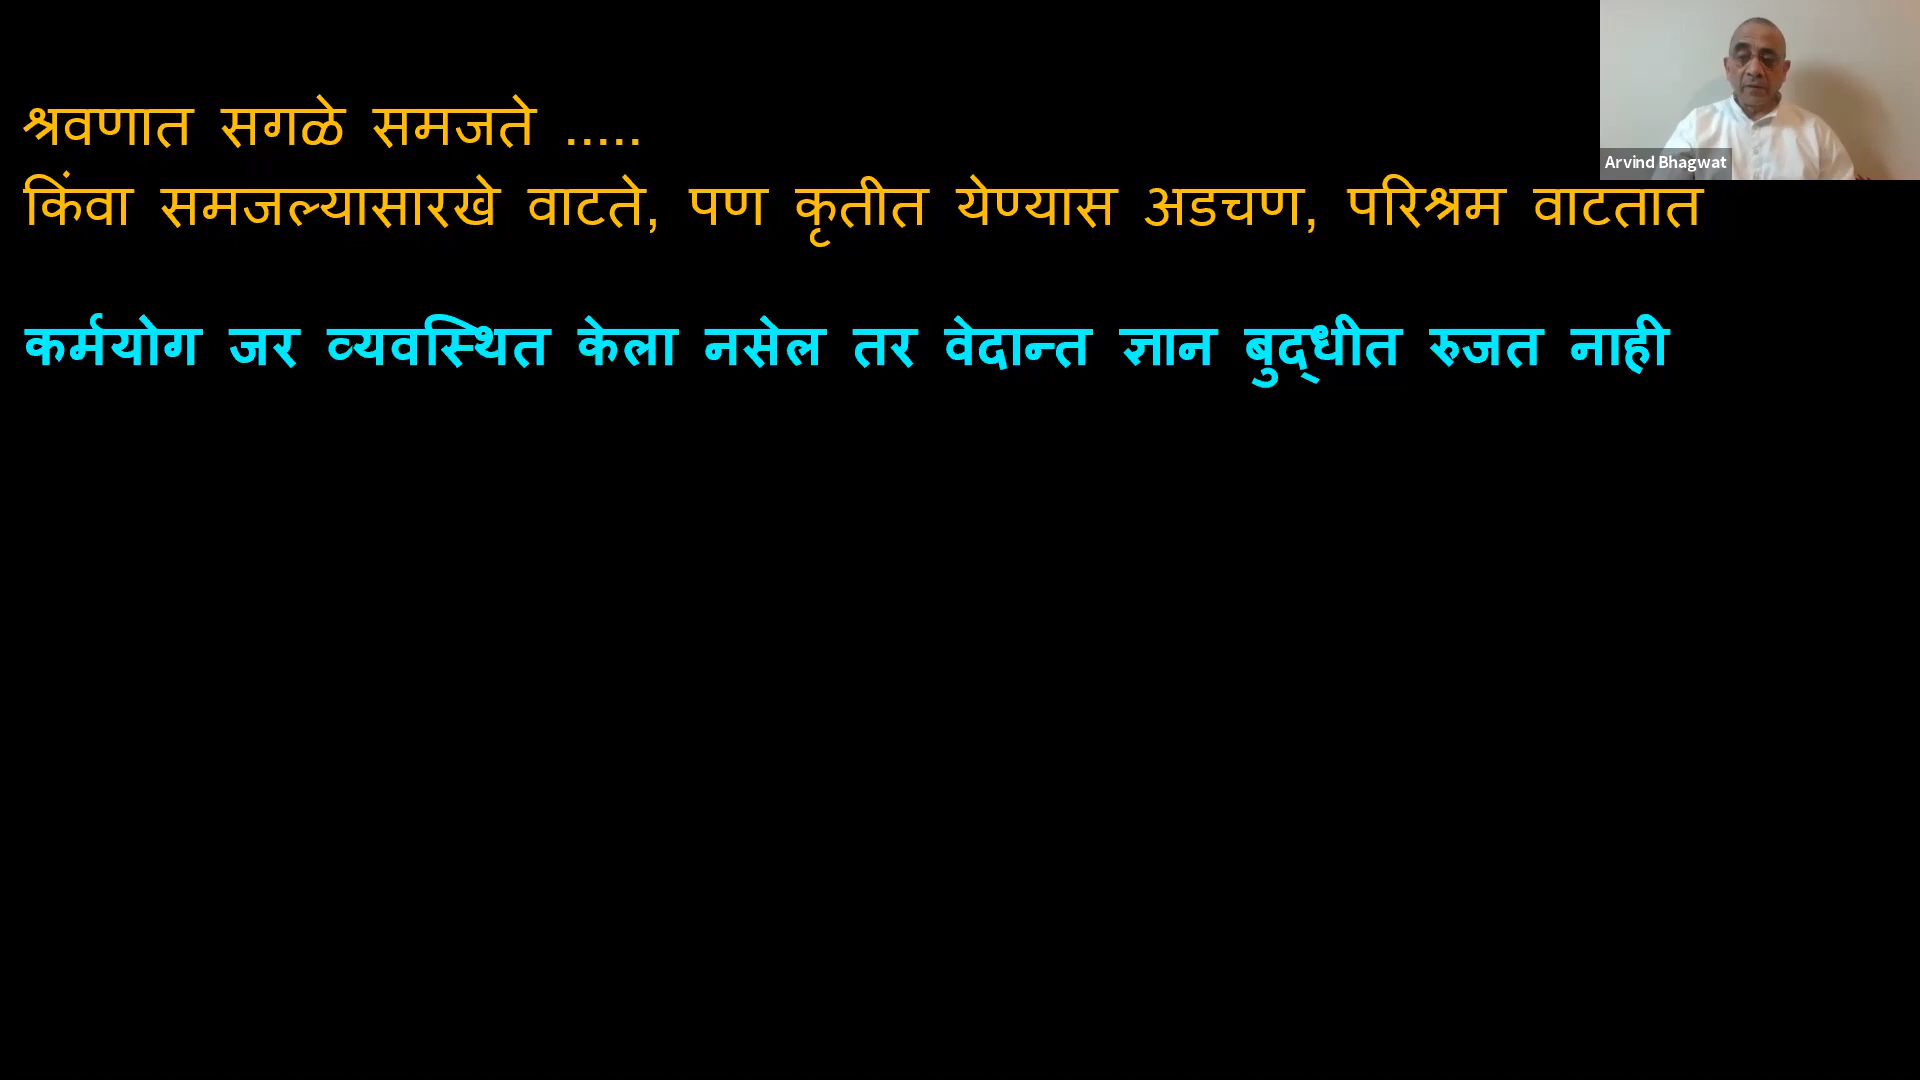 श्रवणात सगळे समजते .....
किंवा समजल्यासारखे वाटते, पण कृतीत येण्यास अडचण, परिश्रम वाटतात
कर्मयोग जर व्यवस्थित केला नसेल तर वेदान्त ज्ञान बुद्धीत रुजत नाही
Arvind Bhagwat